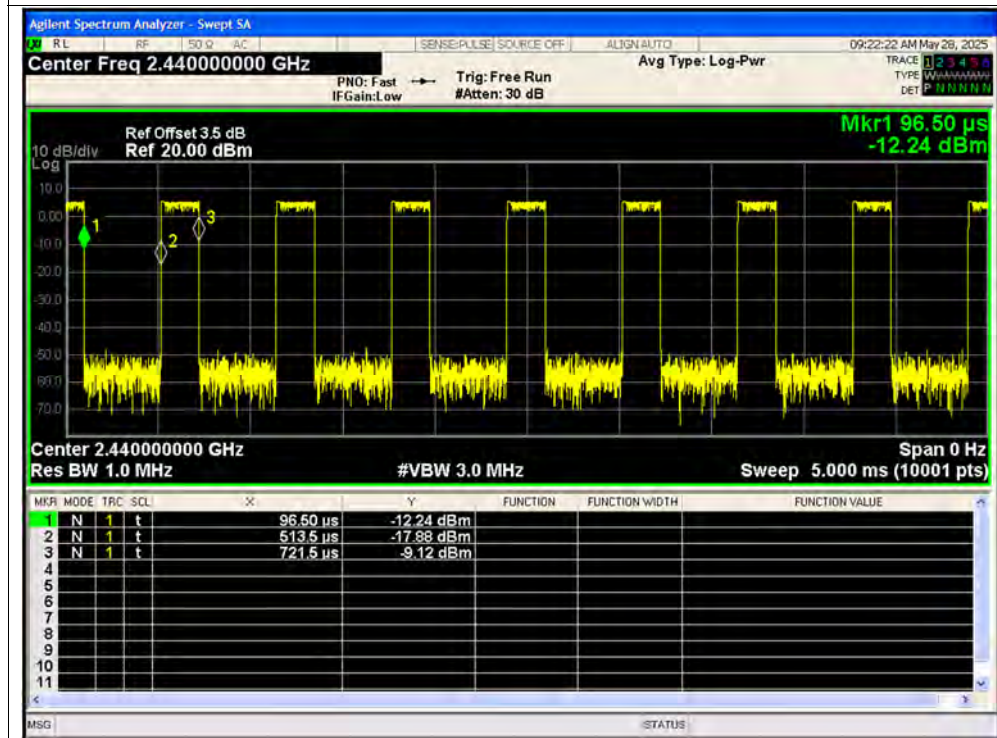 Agilent Spectrum Analyzer - Swept SA
RL RF 50 Ω AC SENSE:PULSE SOURCE OFF ALIGN AUTO 09:22:22 AM May 28, 2025
Center Freq 2.440000000 GHz
PNO: Fast
IFGain:Low
Trig: Free Run
#Atten: 30 dB
Avg Type: Log-Pwr
TRACE 1 2 3 4 5 6
TYPE W
DET P N N N N N
Mkr1 96.50 µs
-12.24 dBm
Ref Offset 3.5 dB
10 dB/div Ref 20.00 dBm
Log
10.0
0.00
-10.0
-20.0
-30.0
-40.0
-50.0
-60.0
-70.0
1
2
3
Center 2.440000000 GHz Span 0 Hz
Res BW 1.0 MHz #VBW 3.0 MHz Sweep 5.000 ms (10001 pts)
MKR MODE TRC SCL X Y FUNCTION FUNCTION WIDTH FUNCTION VALUE
1 N 1 t 96.50 µs -12.24 dBm
2 N 1 t 513.5 µs -17.88 dBm
3 N 1 t 721.5 µs -9.12 dBm
4
5
6
7
8
9
10
11
MSG STATUS